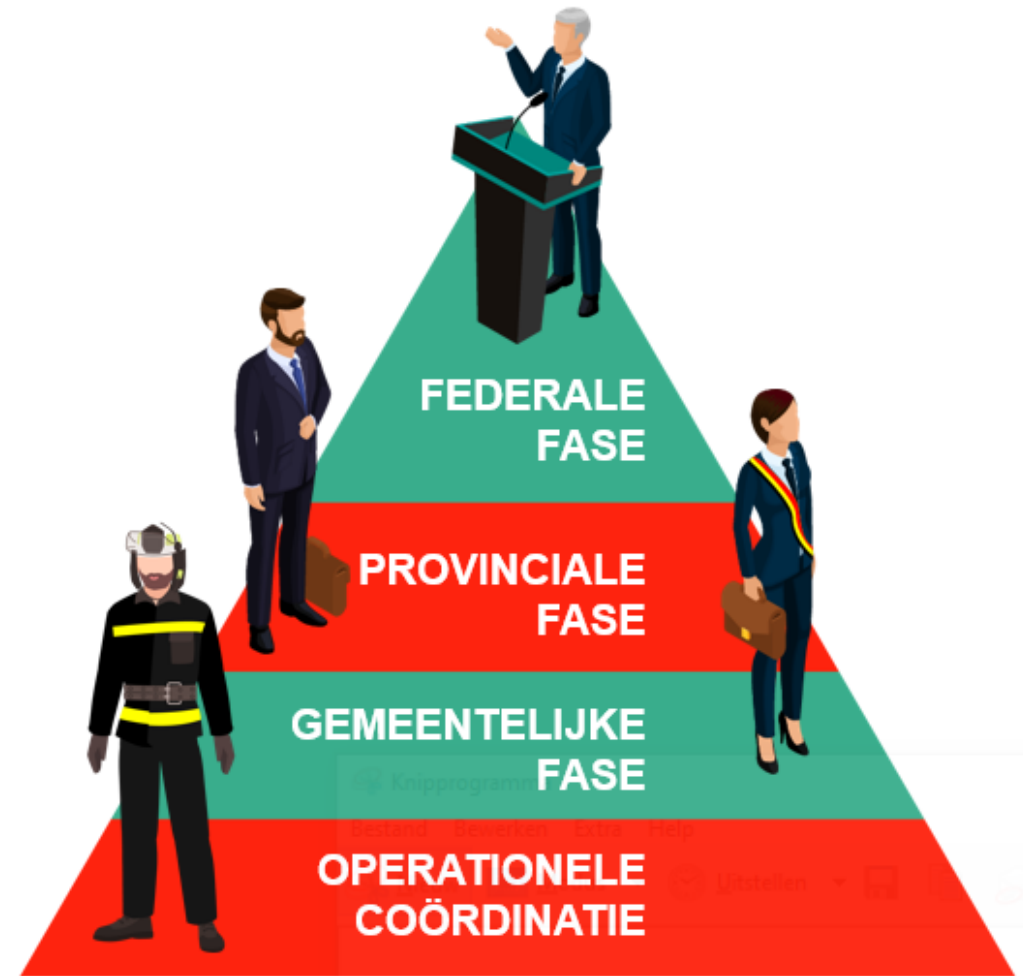 FEDERALE
FASE
PROVINCIALE
FASE
GEMEENTELIJKE
FASE
Knipprogramma
Bestand Bewerken Extra Help
OPERATIONELE
Uitstellen
COÖRDINATIE